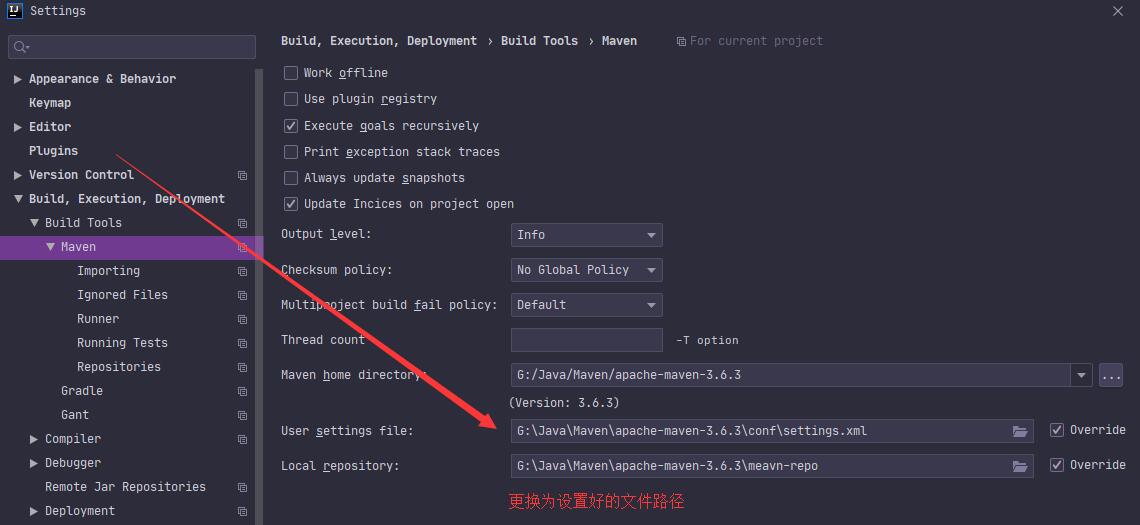 IJ Settings
Build, Execution, Deployment › Build Tools › Maven For current project
Appearance & Behavior
Keymap
Editor
Plugins
Version Control
Build, Execution, Deployment
Build Tools
Maven
Importing
Ignored Files
Runner
Running Tests
Repositories
Gradle
Gant
Compiler
Debugger
Remote Jar Repositories
Deployment
Work offline
Use plugin registry
Execute goals recursively
Print exception stack traces
Always update snapshots
Update Incices on project open
Output level: Info
Checksum policy: No Global Policy
Multiproject build fail policy: Default
Thread count -T option
Maven home directory: G:/Java/Maven/apache-maven-3.6.3 ...
(Version: 3.6.3)
User settings file: G:\Java\Maven\apache-maven-3.6.3\conf\settings.xml Override
Local repository: G:\Java\Maven\apache-maven-3.6.3\meavn-repo Override
更换为设置好的文件路径